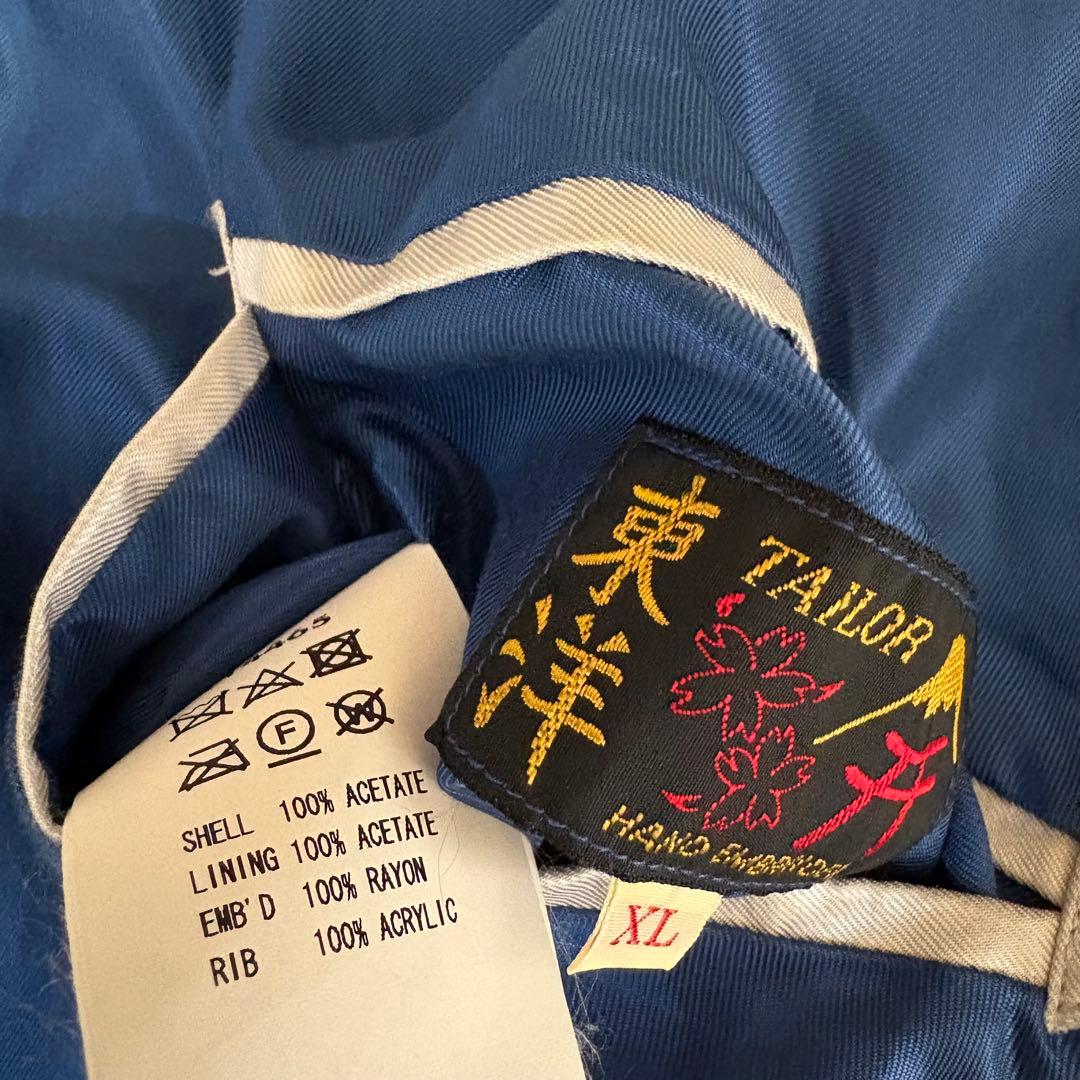 東洋
TAILOR
XL
F
W
SHELL 100% ACETATE
LINING 100% ACETATE
EMB'D 100% RAYON
RIB 100% ACRYLIC